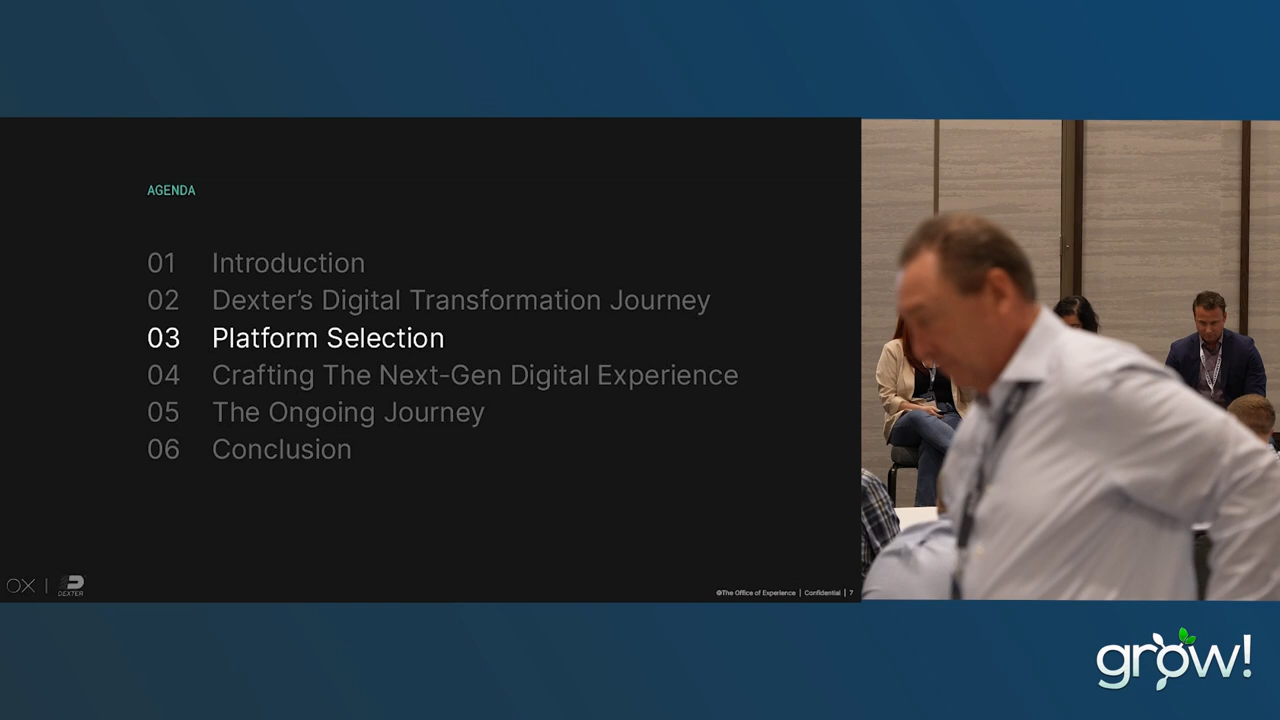 AGENDA
01 Introduction
02 Dexter's Digital Transformation Journey
03 Platform Selection
04 Crafting The Next-Gen Digital Experience
05 The Ongoing Journey
06 Conclusion
OX | DEXTER
©The Office of Experience | Confidential | 7
grow!